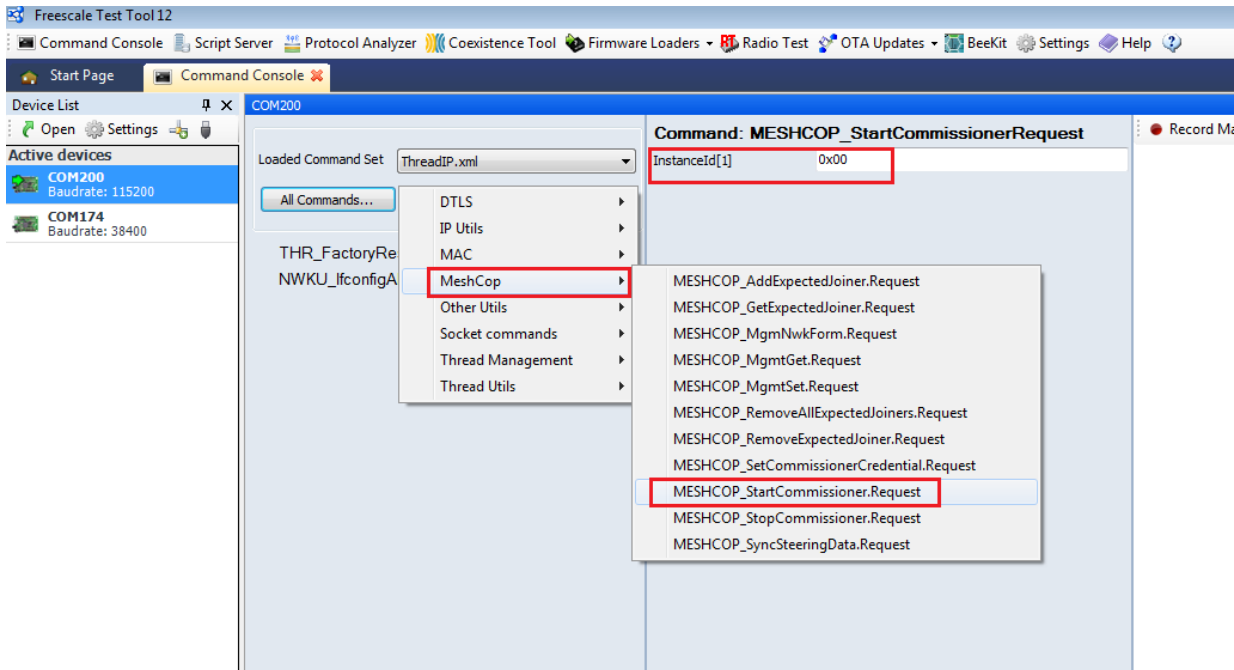 Freescale Test Tool 12
Command Console Script Server Protocol Analyzer Coexistence Tool Firmware Loaders Radio Test OTA Updates BeeKit Settings Help
Start Page Command Console
Device List
COM200
Open Settings
Command: MESHCOP_StartCommissionerRequest
Record Ma
Active devices
Loaded Command Set ThreadIP.xml
InstanceId[1] 0x00
COM200
Baudrate: 115200
All Commands...
COM174
Baudrate: 38400
THR_FactoryRe
NWKU_IfconfigA
DTLS
IP Utils
MAC
MeshCop
Other Utils
Socket commands
Thread Management
Thread Utils
MESHCOP_AddExpectedJoiner.Request
MESHCOP_GetExpectedJoiner.Request
MESHCOP_MgmNwkForm.Request
MESHCOP_MgmtGet.Request
MESHCOP_MgmtSet.Request
MESHCOP_RemoveAllExpectedJoiners.Request
MESHCOP_RemoveExpectedJoiner.Request
MESHCOP_SetCommissionerCredential.Request
MESHCOP_StartCommissioner.Request
MESHCOP_StopCommissioner.Request
MESHCOP_SyncSteeringData.Request